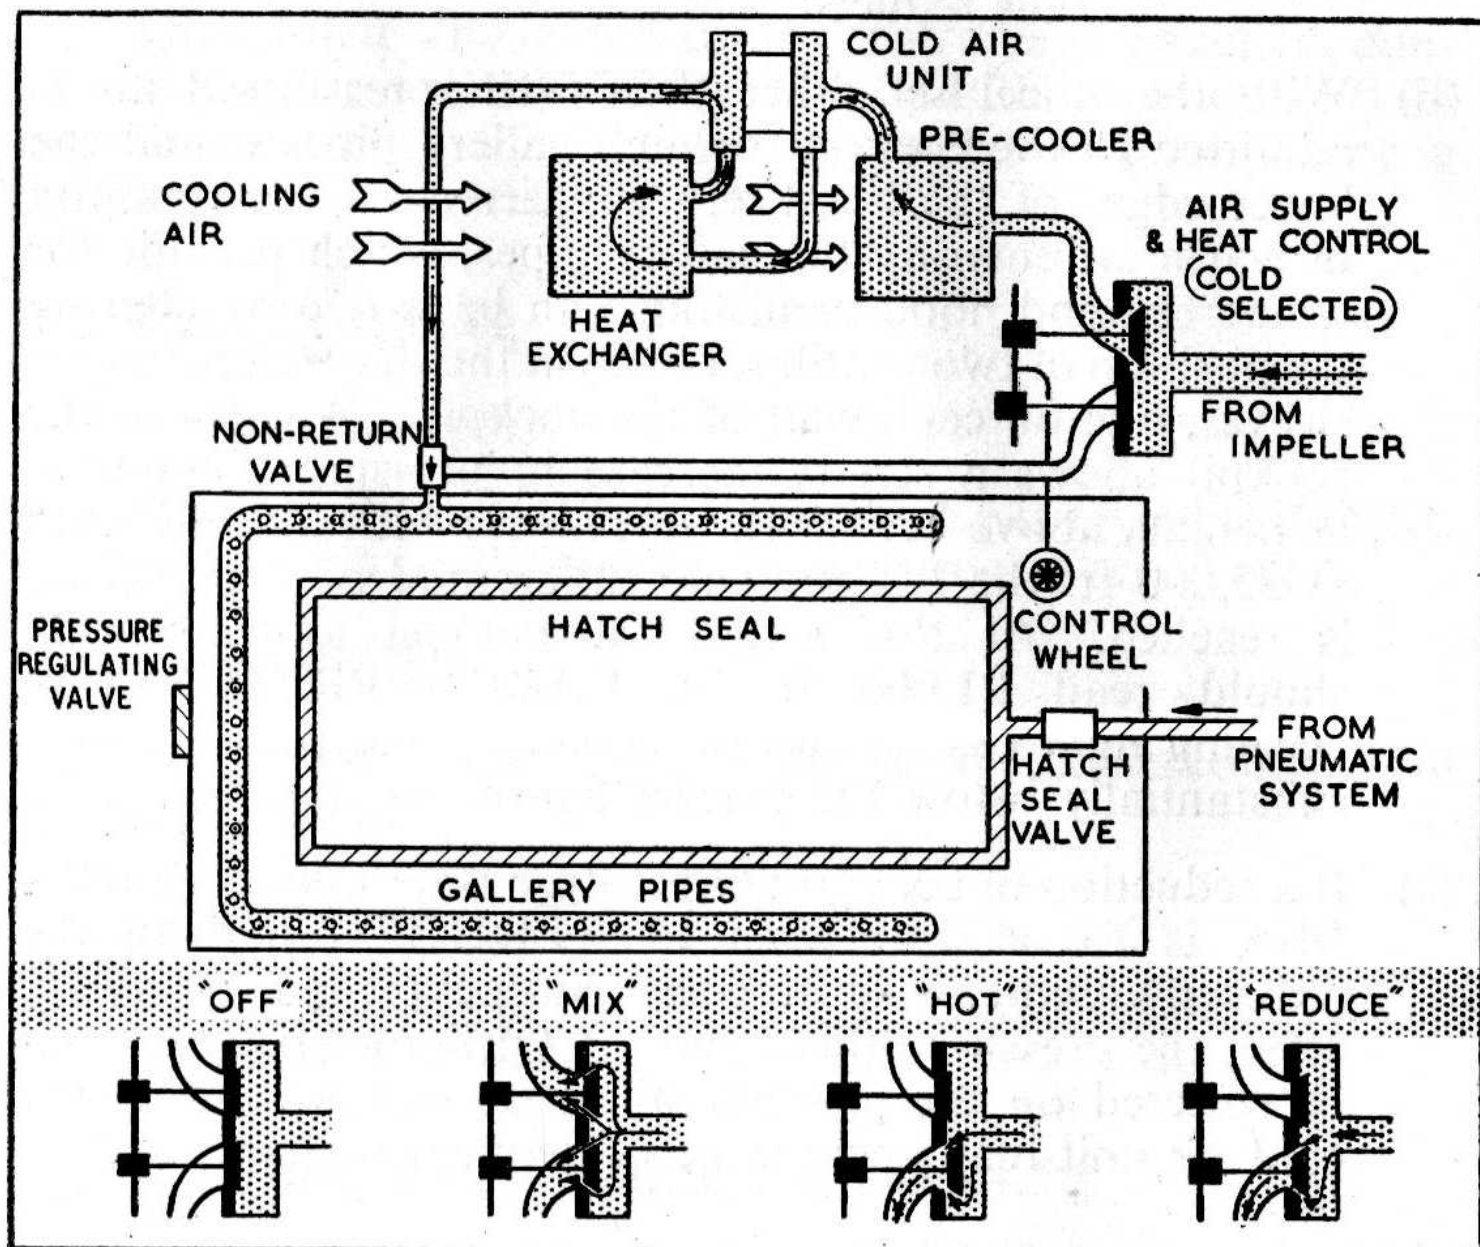 COLD AIR
UNIT
PRE-COOLER
COOLING
AIR
AIR SUPPLY
& HEAT CONTROL
(COLD
SELECTED)
HEAT
EXCHANGER
FROM
IMPELLER
NON-RETURN
VALVE
HATCH SEAL
CONTROL
WHEEL
PRESSURE
REGULATING
VALVE
FROM
PNEUMATIC
SYSTEM
HATCH
SEAL
VALVE
GALLERY PIPES
"OFF"
"MIX"
"HOT"
"REDUCE"